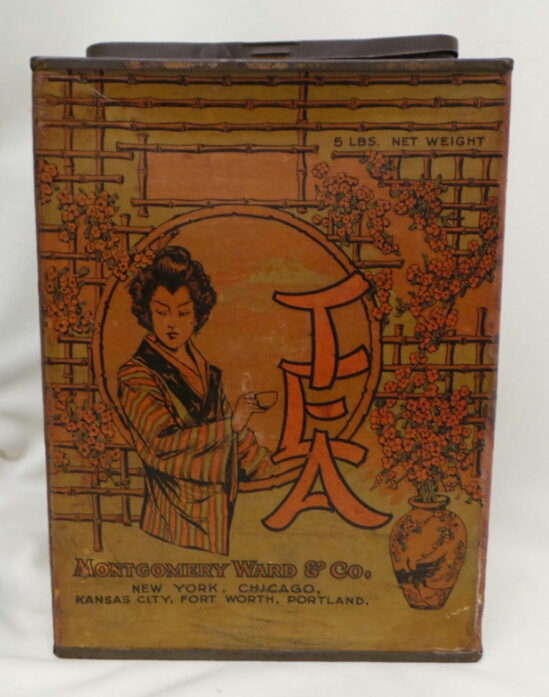 5 LBS. NET WEIGHT
TEA
MONTGOMERY WARD & CO.
NEW YORK, CHICAGO,
KANSAS CITY, FORT WORTH, PORTLAND.